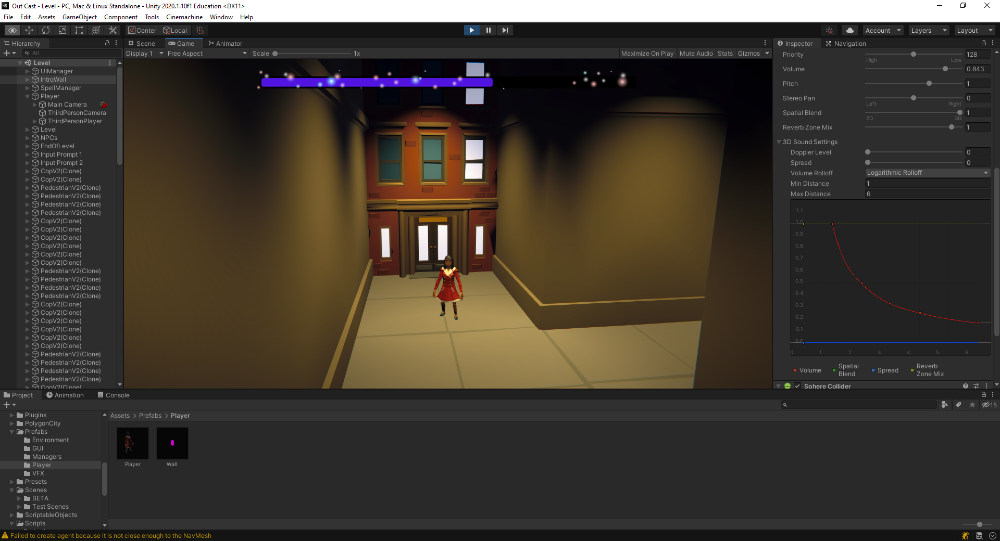 Out Cast - Level - PC, Mac & Linux Standalone - Unity 2020.1.10f1 Education <DX11>
File Edit Assets GameObject Component Tools Cinemachine Window Help
Center Local Account Layers Layout
Hierarchy
All
Level
UIManager
IntroWall
SpellManager
Player
Main Camera
ThirdPersonCamera
ThirdPersonPlayer
Level
NPCs
EndOfLevel
Input Prompt 1
Input Prompt 2
CopV2(Clone)
CopV2(Clone)
PedestrianV2(Clone)
PedestrianV2(Clone)
PedestrianV2(Clone)
PedestrianV2(Clone)
CopV2(Clone)
CopV2(Clone)
CopV2(Clone)
CopV2(Clone)
CopV2(Clone)
CopV2(Clone)
PedestrianV2(Clone)
PedestrianV2(Clone)
PedestrianV2(Clone)
PedestrianV2(Clone)
CopV2(Clone)
CopV2(Clone)
CopV2(Clone)
CopV2(Clone)
CopV2(Clone)
CopV2(Clone)
PedestrianV2(Clone)
PedestrianV2(Clone)
PedestrianV2(Clone)
PedestrianV2(Clone)
CopV2(Clone)
Scene Game Animator
Display 1 Free Aspect Scale 1x Maximize On Play Mute Audio Stats Gizmos
Inspector Navigation
Priority 128
High Low
Volume 0.843
Pitch 1
Stereo Pan 0
Left Right
Spatial Blend 1
2D 3D
Reverb Zone Mix 1
3D Sound Settings
Doppler Level 0
Spread 0
Volume Rolloff Logarithmic Rolloff
Min Distance 1
Max Distance 6
1.1
1.0
0.9
0.8
0.7
0.6
0.5
0.4
0.3
0.2
0.1
0.0
0 1 2 3 4 5 6
Volume Spatial Blend Spread Reverb Zone Mix
Sphere Collider
Project Animation Console
15
Plugins
PolygonCity
Prefabs
Environment
GUI
Managers
Player
VFX
Presets
Scenes
BETA
Test Scenes
ScriptableObjects
Scripts
Assets > Prefabs > Player
Player Wall
Failed to create agent because it is not close enough to the NavMesh